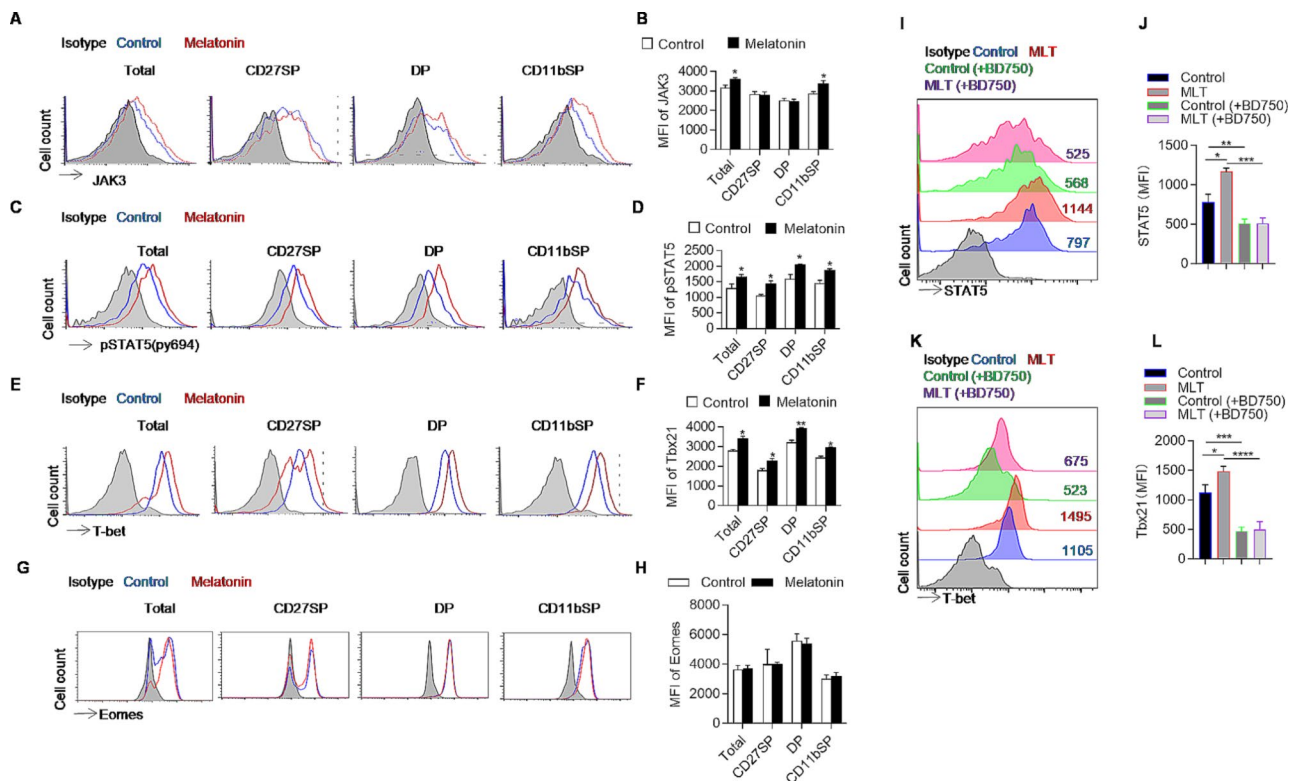 A
Isotype Control Melatonin
Total CD27SP DP CD11bSP
Cell count
JAK3
B
Control Melatonin
MFI of JAK3
4000
3000
2000
1000
0
* *
Total CD27SP DP CD11bSP
C
Isotype Control Melatonin
Total CD27SP DP CD11bSP
Cell count
pSTAT5(py694)
D
Control Melatonin
MFI of pSTAT5
2500
2000
1500
1000
500
0
* * * *
Total CD27SP DP CD11bSP
E
Isotype Control Melatonin
Total CD27SP DP CD11bSP
Cell count
T-bet
F
Control Melatonin
MFI of Tbx21
4000
3000
2000
1000
0
* * ** *
Total CD27SP DP CD11bSP
G
Isotype Control Melatonin
Total CD27SP DP CD11bSP
Cell count
Eomes
H
Control Melatonin
MFI of Eomes
8000
6000
4000
2000
0
Total CD27SP DP CD11bSP
I
Isotype Control MLT
Control (+BD750)
MLT (+BD750)
525
568
1144
797
Cell count
STAT5
J
Control
MLT
Control (+BD750)
MLT (+BD750)
STAT5 (MFI)
1500
1000
500
0
**
* ***
K
Isotype Control MLT
Control (+BD750)
MLT (+BD750)
675
523
1495
1105
Cell count
T-bet
L
Control
MLT
Control (+BD750)
MLT (+BD750)
Tbx21 (MFI)
2000
1500
1000
500
0
***
* ****